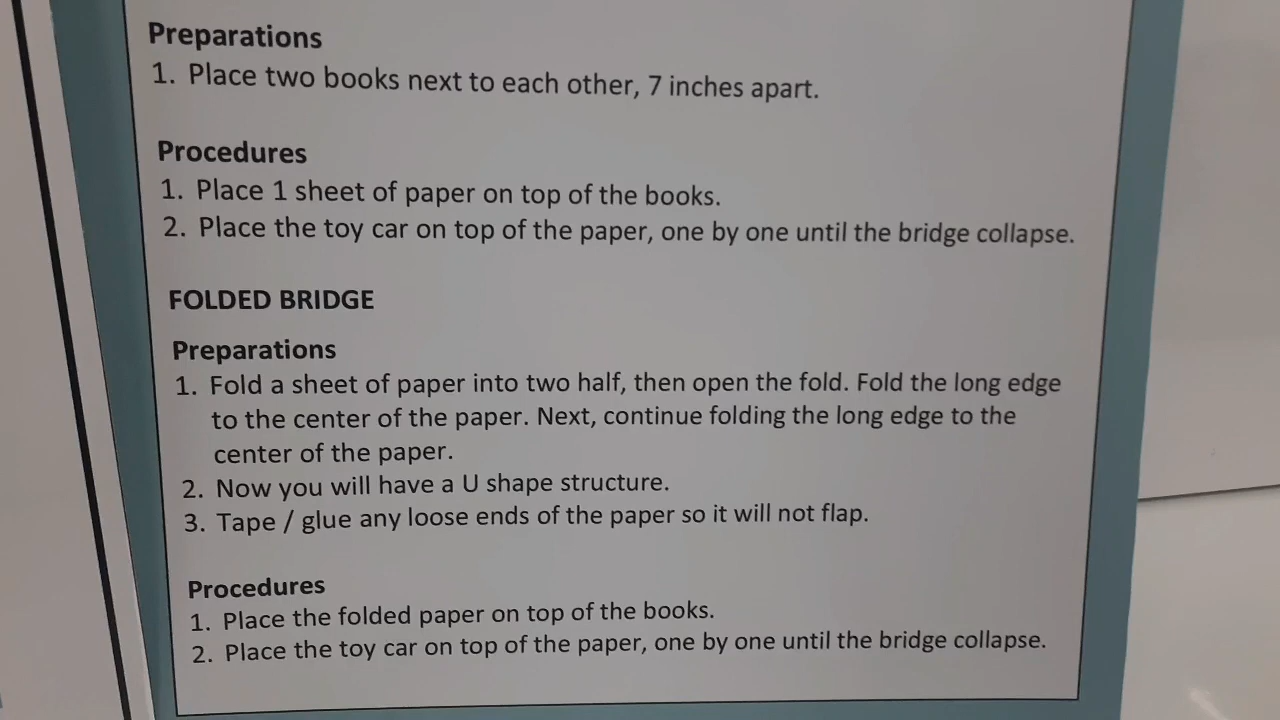 Preparations
1. Place two books next to each other, 7 inches apart.
Procedures
1. Place 1 sheet of paper on top of the books.
2. Place the toy car on top of the paper, one by one until the bridge collapse.
FOLDED BRIDGE
Preparations
1. Fold a sheet of paper into two half, then open the fold. Fold the long edge
to the center of the paper. Next, continue folding the long edge to the
center of the paper.
2. Now you will have a U shape structure.
3. Tape / glue any loose ends of the paper so it will not flap.
Procedures
1. Place the folded paper on top of the books.
2. Place the toy car on top of the paper, one by one until the bridge collapse.